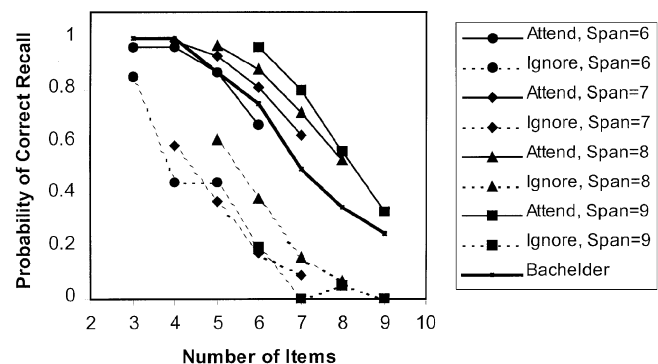 1
0.8
0.6
0.4
0.2
0
Probability of Correct Recall
2 3 4 5 6 7 8 9 10
Number of Items
Attend, Span=6
Ignore, Span=6
Attend, Span=7
Ignore, Span=7
Attend, Span=8
Ignore, Span=8
Attend, Span=9
Ignore, Span=9
Bachelder